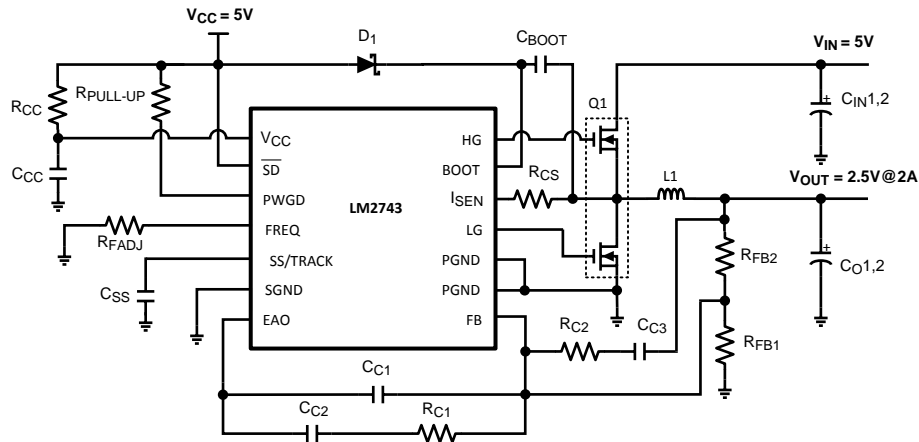 VCC = 5V
D1
CBOOT
VIN = 5V
RCC
RPULL-UP
Q1
CIN1,2
+
VCC
HG
CCC
SD
BOOT
RCS
L1
VOUT = 2.5V@2A
PWGD
LM2743
ISEN
RFADJ
FREQ
LG
RFB2
+
CO1,2
CSS
SS/TRACK
PGND
SGND
PGND
EAO
FB
RC2
CC3
RFB1
CC1
CC2
RC1